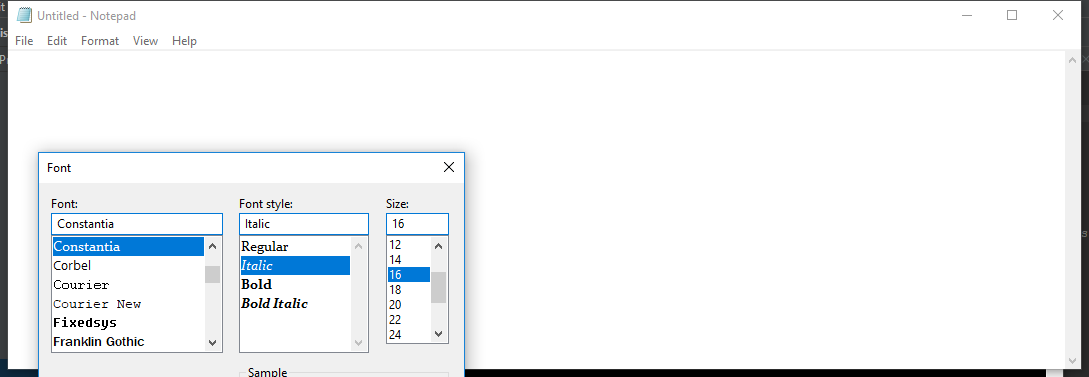 Untitled - Notepad
File Edit Format View Help
Font
Font: Font style: Size:
Constantia Italic 16
Constantia Regular 12
Corbel Italic 14
Courier Bold 16
Courier New Bold Italic 18
Fixedsys 20
Franklin Gothic 22
24
Sample